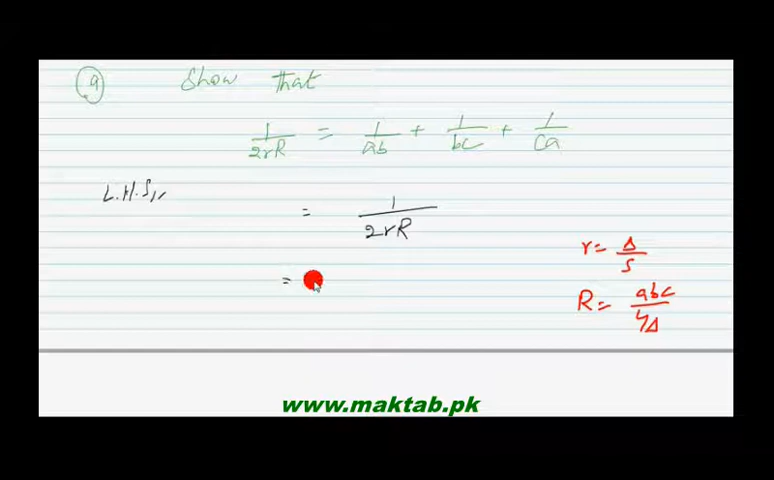 9 Show that
1/2rR = 1/ab + 1/bc + 1/ca
L.H.S,,
= 1/2rR
r = Δ/s
=
R = abc/4Δ
www.maktab.pk